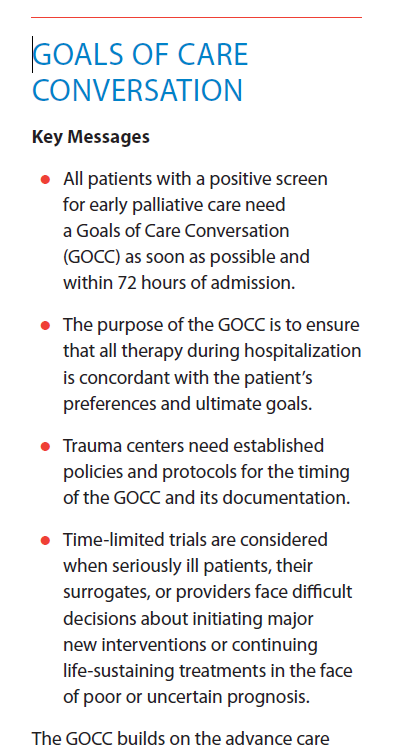 GOALS OF CARE
CONVERSATION
Key Messages
● All patients with a positive screen
for early palliative care need
a Goals of Care Conversation
(GOCC) as soon as possible and
within 72 hours of admission.
● The purpose of the GOCC is to ensure
that all therapy during hospitalization
is concordant with the patient’s
preferences and ultimate goals.
● Trauma centers need established
policies and protocols for the timing
of the GOCC and its documentation.
● Time-limited trials are considered
when seriously ill patients, their
surrogates, or providers face difficult
decisions about initiating major
new interventions or continuing
life-sustaining treatments in the face
of poor or uncertain prognosis.
The GOCC builds on the advance care